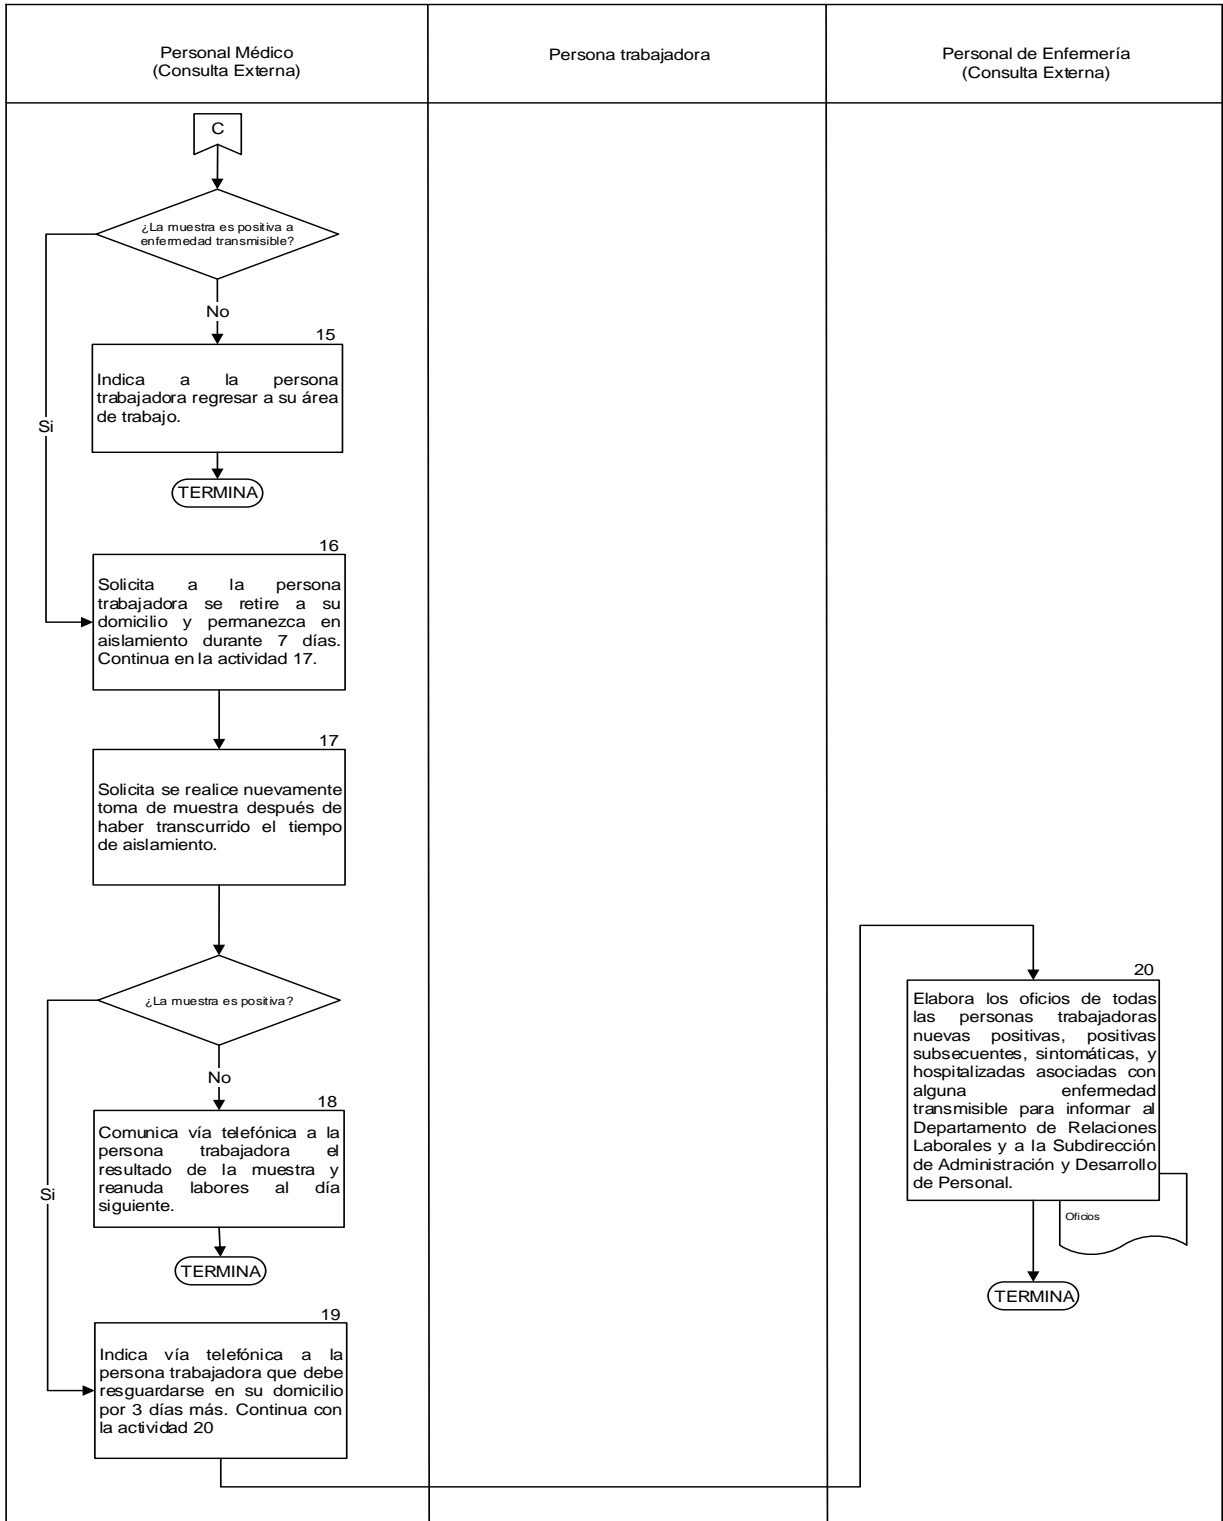 Personal Médico
(Consulta Externa)
Persona trabajadora
Personal de Enfermería
(Consulta Externa)
C
¿La muestra es positiva a
enfermedad transmisible?
No
Si
15
Indica a la persona
trabajadora regresar a su área
de trabajo.
TERMINA
16
Solicita a la persona
trabajadora se retire a su
domicilio y permanezca en
aislamiento durante 7 días.
Continua en la actividad 17.
17
Solicita se realice nuevamente
toma de muestra después de
haber transcurrido el tiempo
de aislamiento.
¿La muestra es positiva?
No
Si
18
Comunica vía telefónica a la
persona trabajadora el
resultado de la muestra y
reanuda labores al día
siguiente.
TERMINA
19
Indica vía telefónica a la
persona trabajadora que debe
resguardarse en su domicilio
por 3 días más. Continua con
la actividad 20
20
Elabora los oficios de todas
las personas trabajadoras
nuevas positivas, positivas
subsecuentes, sintomáticas, y
hospitalizadas asociadas con
alguna enfermedad
transmisible para informar al
Departamento de Relaciones
Laborales y a la Subdirección
de Administración y Desarrollo
de Personal.
Oficios
TERMINA